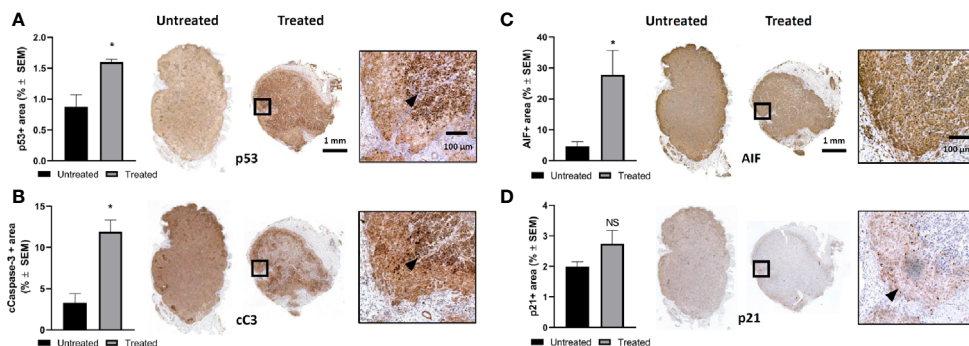 A
Untreated
Treated
p53+ area (% ± SEM)
2.0
1.5
1.0
0.5
0.0
*
Untreated
Treated
p53
1 mm
100 µm
B
cCaspase-3 + area
(% ± SEM)
15
10
5
0
*
Untreated
Treated
cC3
C
Untreated
Treated
AIF+ area (% ± SEM)
40
30
20
10
0
*
Untreated
Treated
AIF
1 mm
100 µm
D
p21+ area (% ± SEM)
4
3
2
1
0
NS
Untreated
Treated
p21